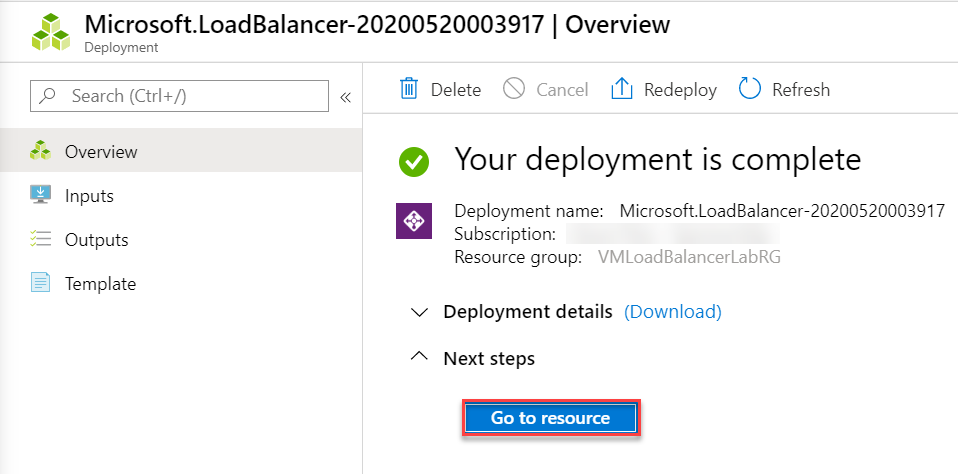 Microsoft.LoadBalancer-20200520003917 | Overview
Deployment
Search (Ctrl+/)
«
Delete
Cancel
Redeploy
Refresh
Overview
Inputs
Outputs
Template
Your deployment is complete
Deployment name: Microsoft.LoadBalancer-20200520003917
Subscription:
Resource group: VMLoadBalancerLabRG
Deployment details (Download)
Next steps
Go to resource